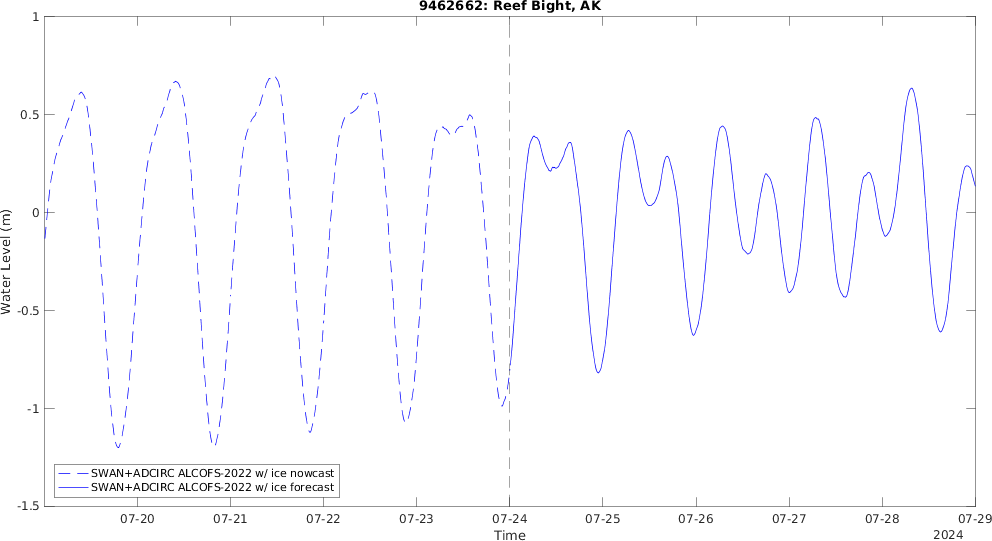 9462662: Reef Bight, AK
1
0.5
0
-0.5
-1
-1.5
Water Level (m)
SWAN+ADCIRC ALCOFS-2022 w/ ice nowcast
SWAN+ADCIRC ALCOFS-2022 w/ ice forecast
07-20 07-21 07-22 07-23 07-24 07-25 07-26 07-27 07-28 07-29
Time
2024